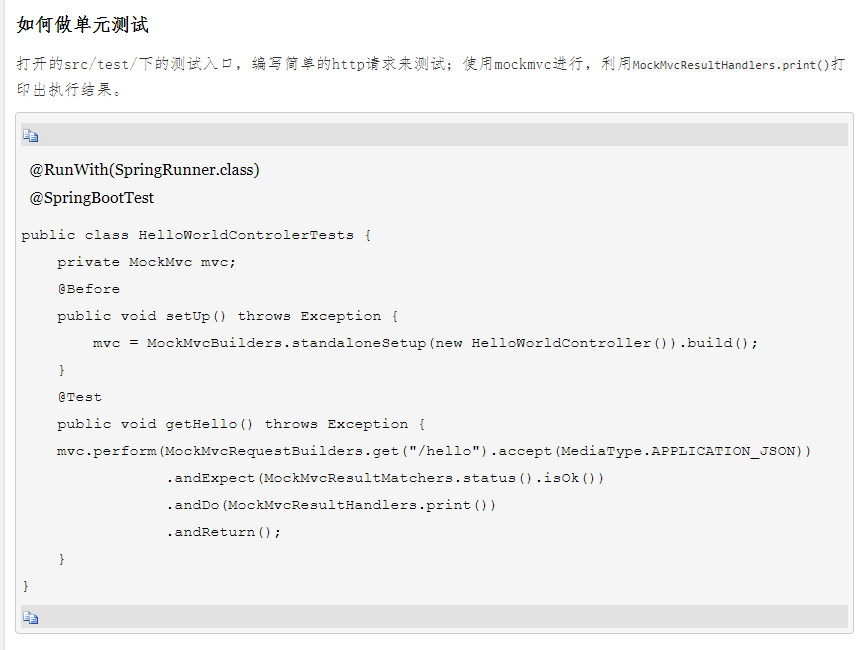 如何做单元测试
打开的src/test/下的测试入口，编写简单的http请求来测试；使用mockmvc进行，利用MockMvcResultHandlers.print()打
印出执行结果。
@RunWith(SpringRunner.class)
@SpringBootTest
public class HelloWorldControlerTests {
    private MockMvc mvc;
    @Before
    public void setUp() throws Exception {
        mvc = MockMvcBuilders.standaloneSetup(new HelloWorldController()).build();
    }
    @Test
    public void getHello() throws Exception {
    mvc.perform(MockMvcRequestBuilders.get("/hello").accept(MediaType.APPLICATION_JSON))
                .andExpect(MockMvcResultMatchers.status().isOk())
                .andDo(MockMvcResultHandlers.print())
                .andReturn();
    }
}